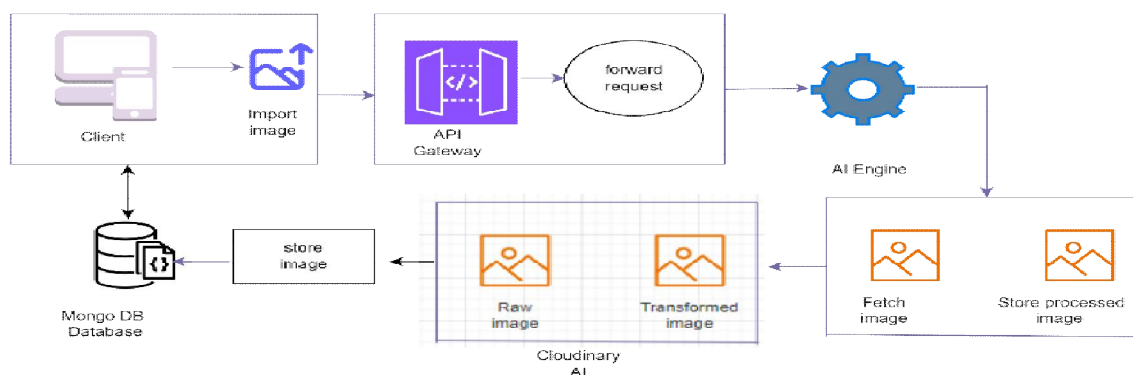 Client
Import
image
</>
API
Gateway
forward
request
AI Engine
Fetch
image
Store processed
image
Raw
image
Transformed
image
Cloudinary
AI
store
image
{}
Mongo DB
Database